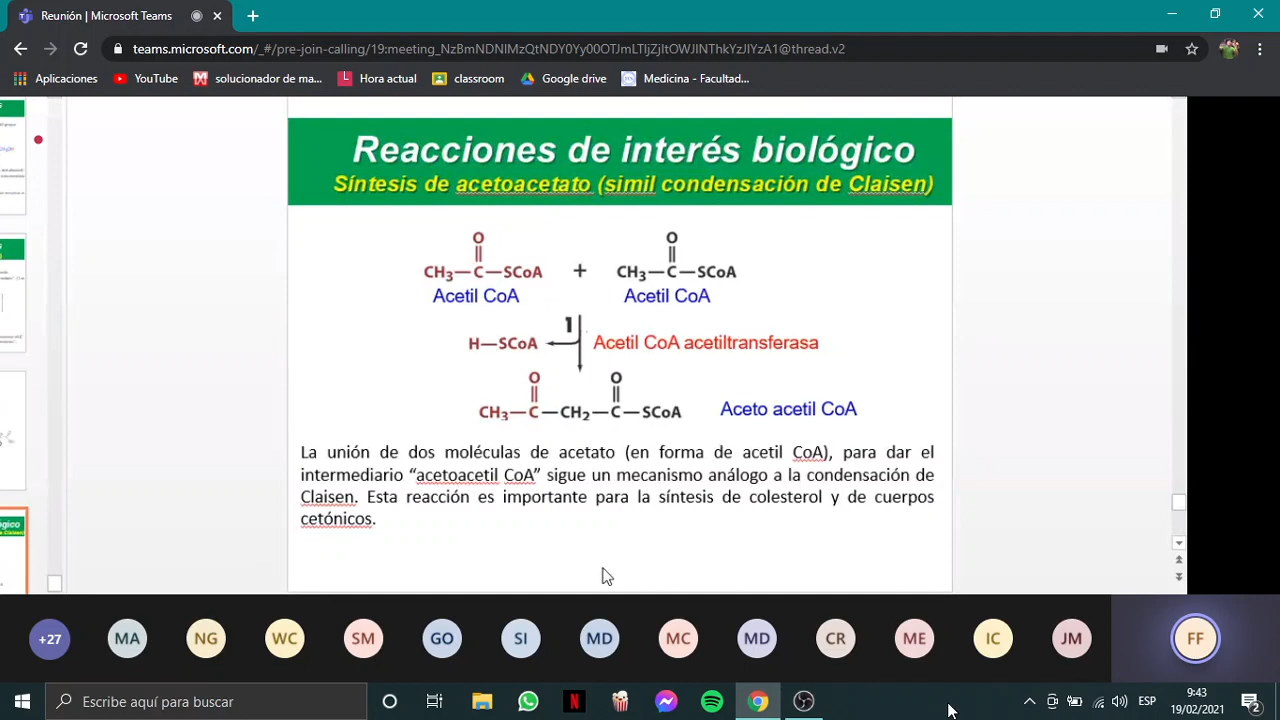 Reunión | Microsoft Teams
teams.microsoft.com/_#/pre-join-calling/19:meeting_NzBmNDNlMzQtNDY0Yy00OTJmLTljZjItOWJlNThkYzJlYzA1@thread.v2
Aplicaciones YouTube solucionador de ma... Hora actual classroom Google drive Medicina - Facultad...
Reacciones de interés biológico
Síntesis de acetoacetato (simil condensación de Claisen)
O O
CH3—C—SCoA + CH3—C—SCoA
Acetil CoA Acetil CoA
1
H—SCoA Acetil CoA acetiltransferasa
O O
CH3—C—CH2—C—SCoA Aceto acetil CoA
La unión de dos moléculas de acetato (en forma de acetil CoA), para dar el
intermediario “acetoacetil CoA” sigue un mecanismo análogo a la condensación de
Claisen. Esta reacción es importante para la síntesis de colesterol y de cuerpos
cetónicos.
+27 MA NG WC SM GO SI MD MC MD CR ME IC JM FF
Escribe aquí para buscar
ESP
9:43
19/02/2021
2